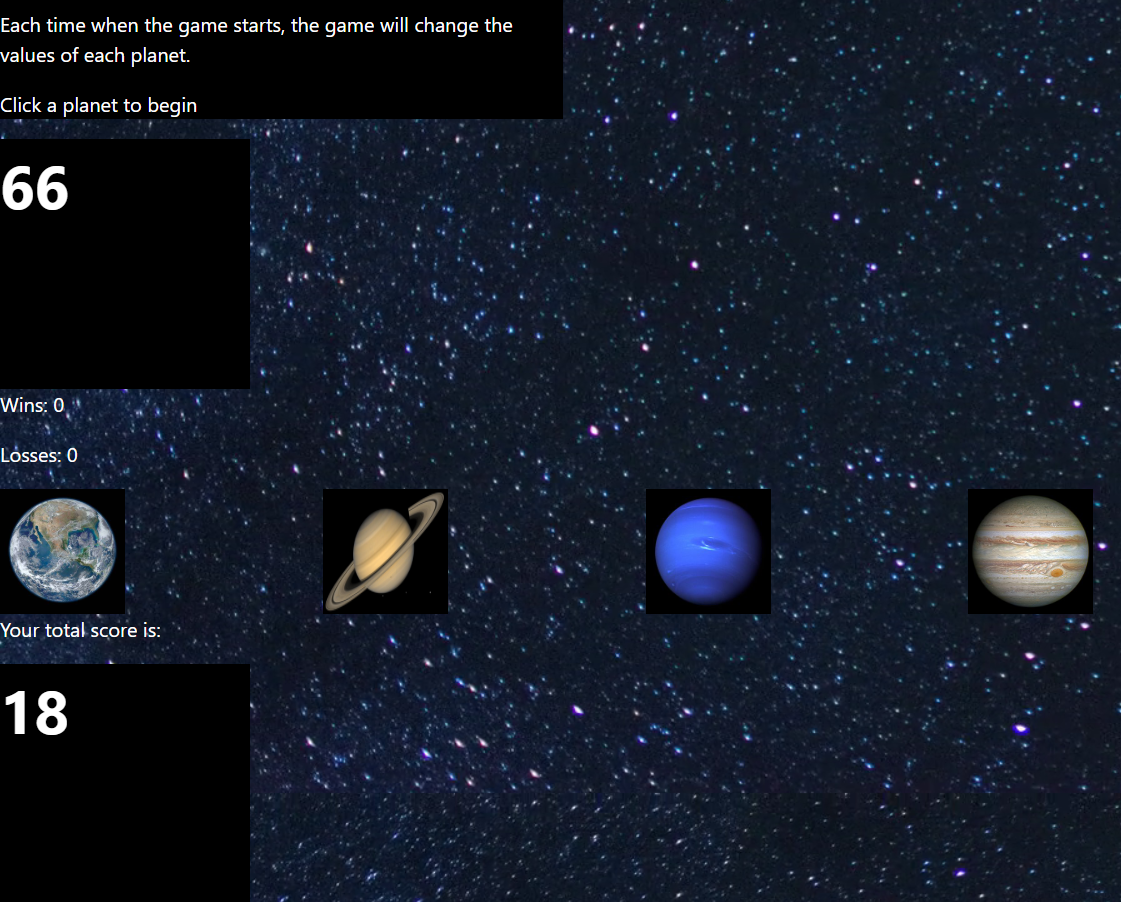 Each time when the game starts, the game will change the
values of each planet.
Click a planet to begin
66
Wins: 0
Losses: 0
Your total score is:
18